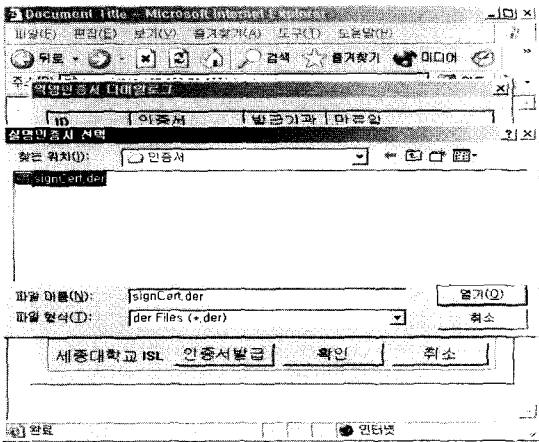 Document Title - Microsoft Internet Explorer
파일(F) 편집(E) 보기(V) 즐겨찾기(A) 도구(T) 도움말(H)
뒤로 검색 즐겨찾기 미디어
익명인증서 다이얼로그
ID 인증서 발급기관 만료일
실명인증서 선택
찾는 위치(I): 인증서
signCert.der
파일 이름(N): signCert.der 열기(O)
파일 형식(T): der Files (*.der) 취소
세종대학교 ISL 인증서발급 확인 취소
완료 인터넷